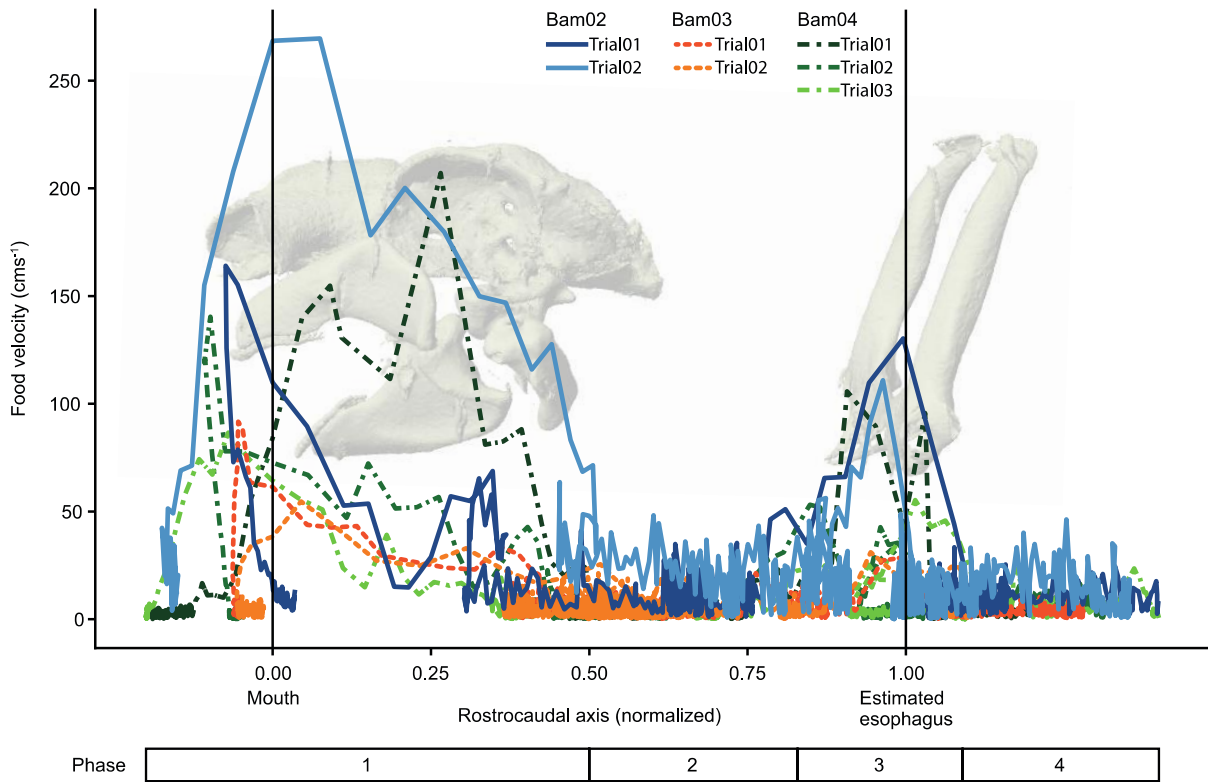 Bam02 Bam03 Bam04
Trial01 Trial01 Trial01
Trial02 Trial02 Trial02
Trial03
250
200
150
100
50
0
Food velocity (cms⁻¹)
0.00 0.25 0.50 0.75 1.00
Mouth Estimated
esophagus
Rostrocaudal axis (normalized)
Phase 1 2 3 4